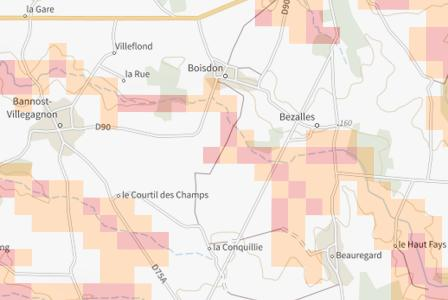 la Gare
D90
Villeflond
Boisdon
la Rue
Bannost-
Villegagnon
Bezalles
160
D90
le Courtil des Champs
la Conquillie
le Haut Fays
Beauregard
D75A